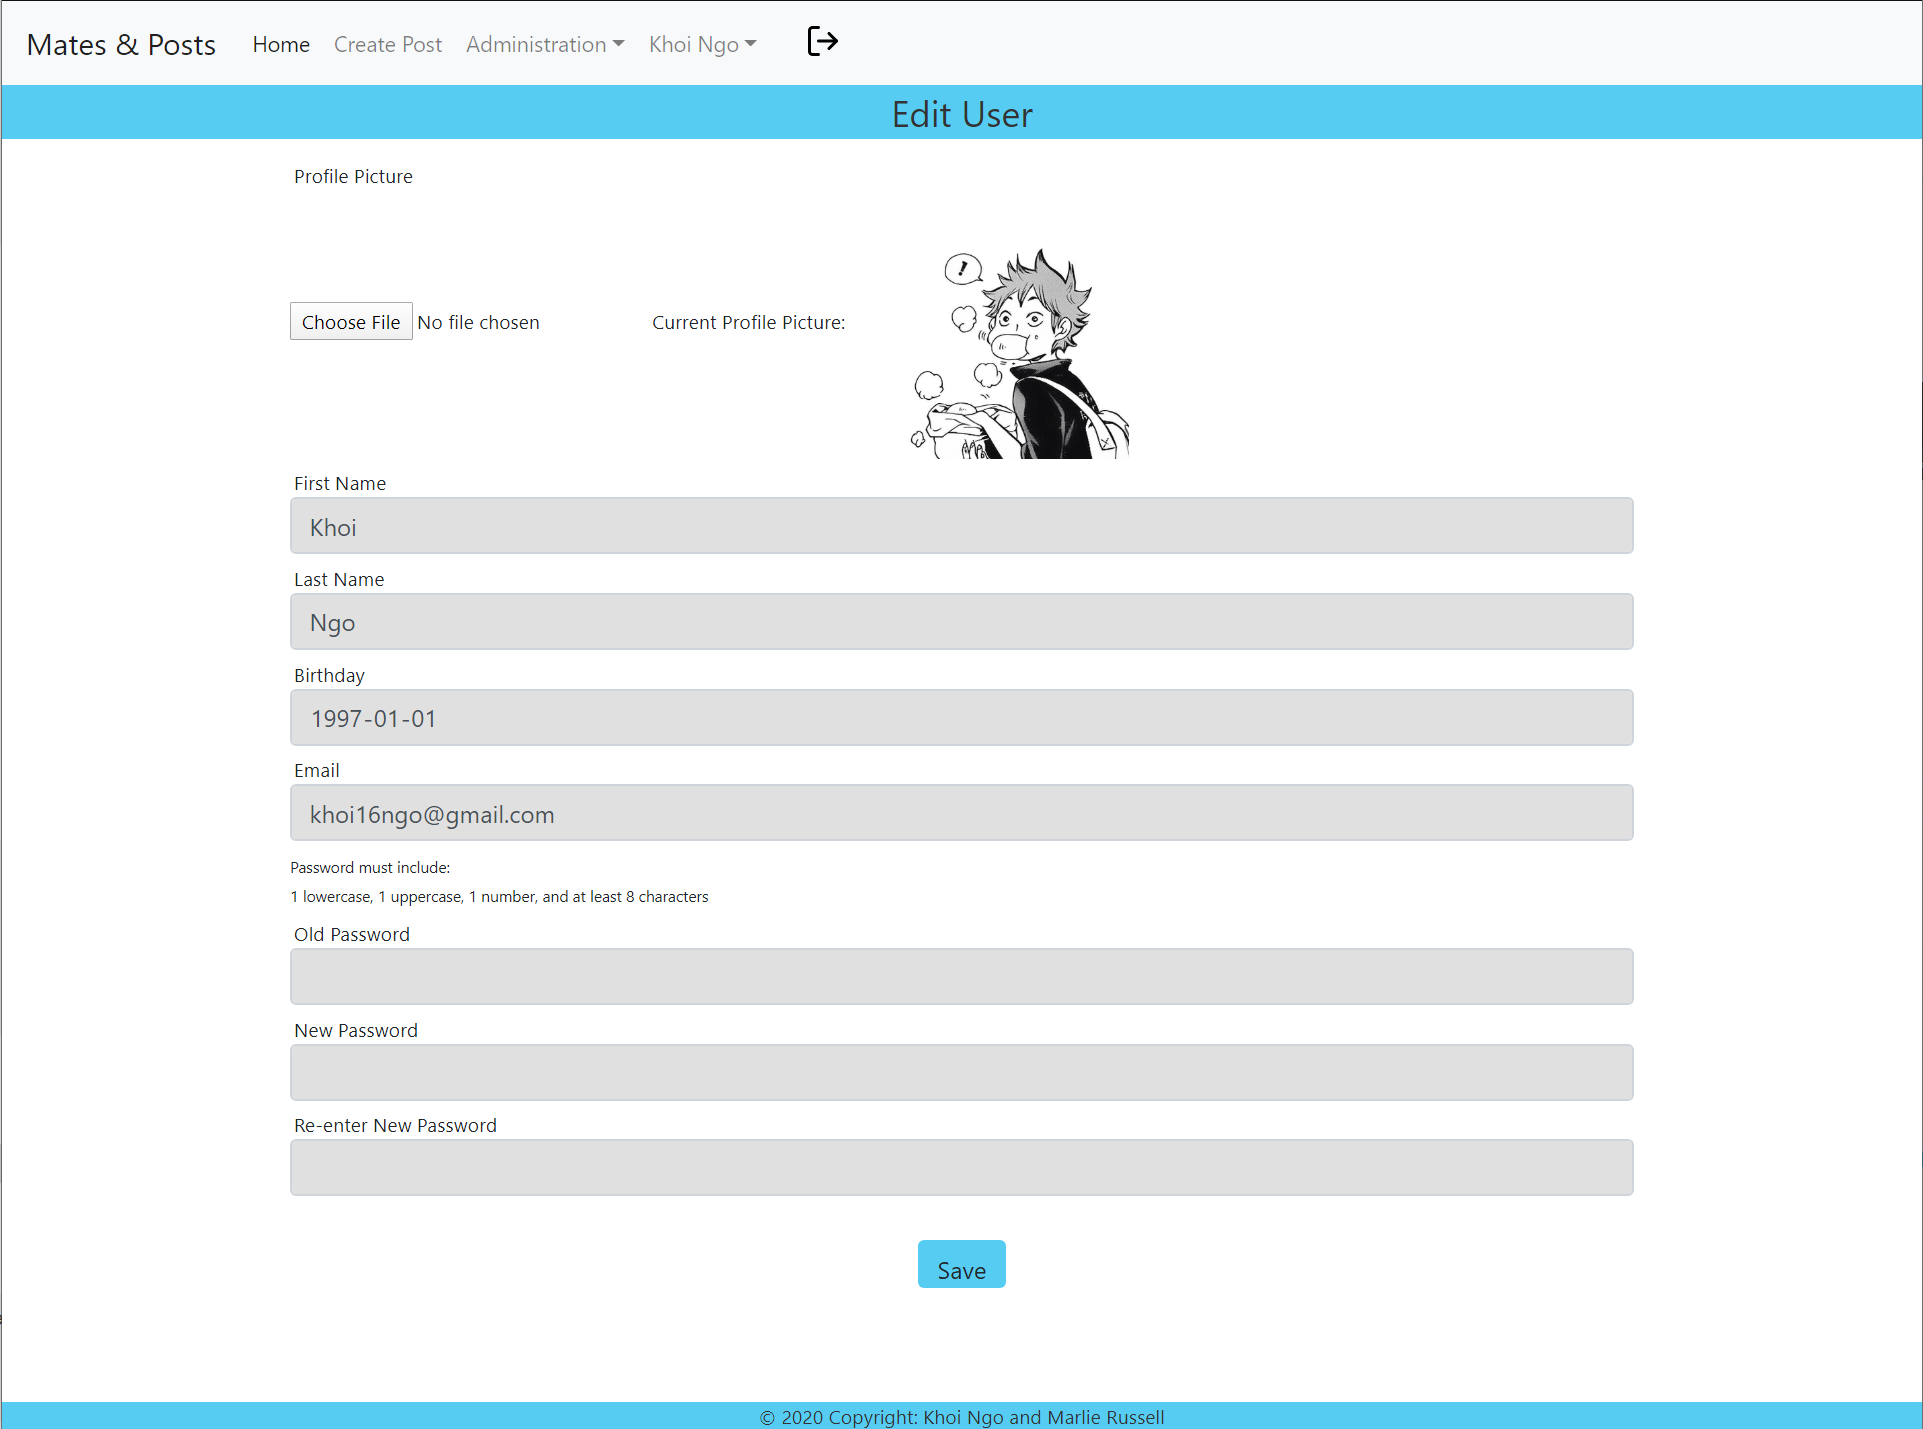 Mates & Posts Home Create Post Administration Khoi Ngo
Edit User
Profile Picture
!
Choose File No file chosen Current Profile Picture:
First Name
Khoi
Last Name
Ngo
Birthday
1997-01-01
Email
khoi16ngo@gmail.com
Password must include:
1 lowercase, 1 uppercase, 1 number, and at least 8 characters
Old Password
New Password
Re-enter New Password
Save
© 2020 Copyright: Khoi Ngo and Marlie Russell